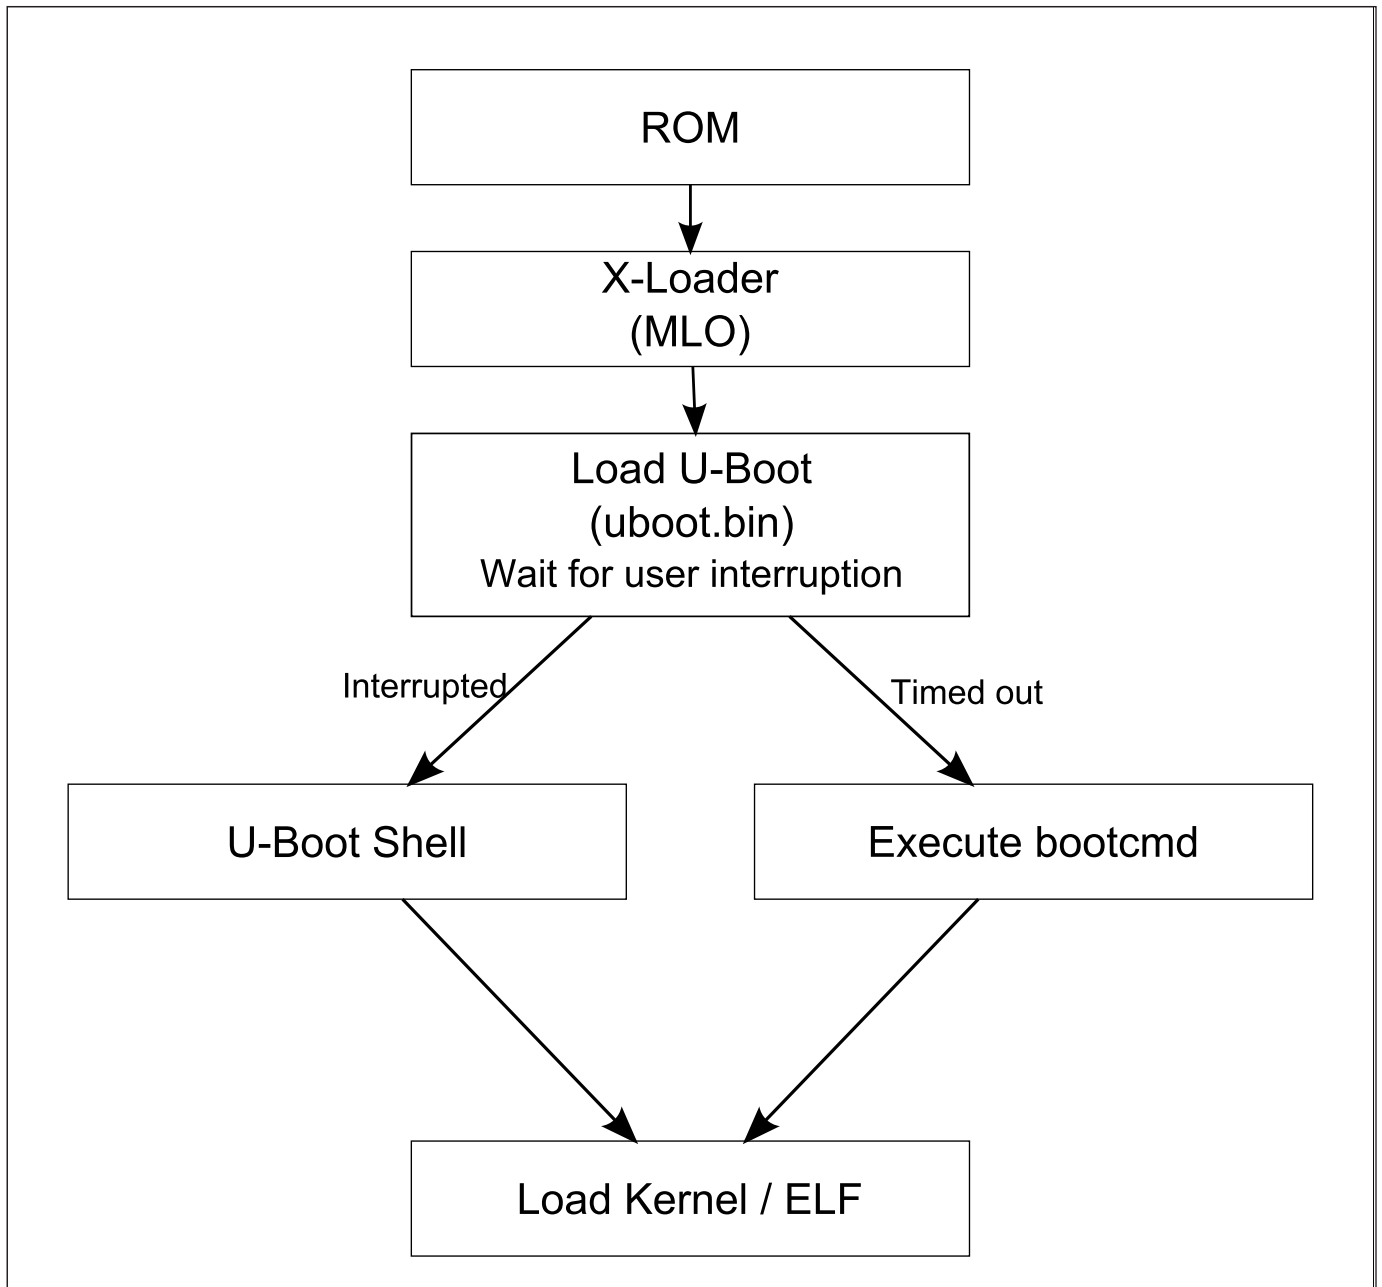 ROM
X-Loader
(MLO)
Load U-Boot
(uboot.bin)
Wait for user interruption
Interrupted
Timed out
U-Boot Shell
Execute bootcmd
Load Kernel / ELF